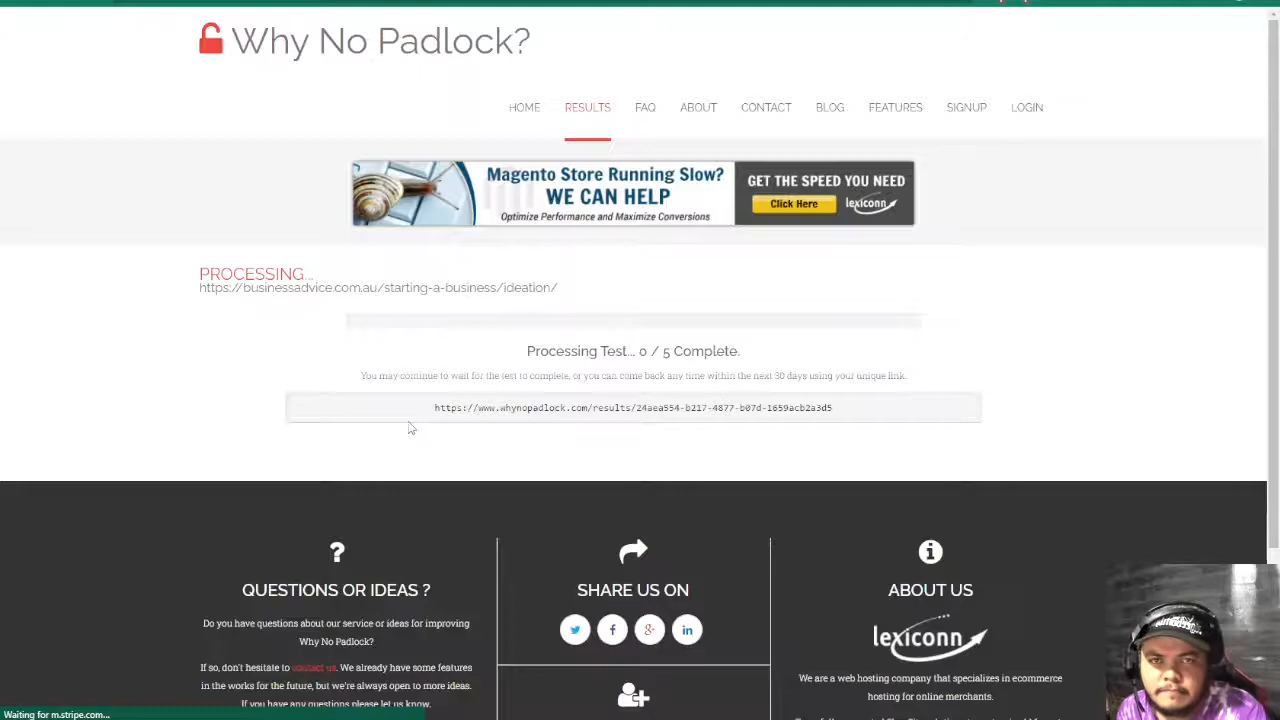 Why No Padlock?
HOME RESULTS FAQ ABOUT CONTACT BLOG FEATURES SIGNUP LOGIN
Magento Store Running Slow?
WE CAN HELP
Optimize Performance and Maximize Conversions
GET THE SPEED YOU NEED
Click Here lexiconn
PROCESSING...
https://businessadvice.com.au/starting-a-business/ideation/
Processing Test... 0 / 5 Complete.
You may continue to wait for the test to complete, or you can come back any time within the next 30 days using your unique link.
https://www.whynopadlock.com/results/24aea554-b217-4877-b07d-1659acb2a3d5
QUESTIONS OR IDEAS ?
Do you have questions about our service or ideas for improving
Why No Padlock?
If so, don't hesitate to contact us. We already have some features
in the works for the future, but we're always open to more ideas.
If you have any questions please let us know.
SHARE US ON
ABOUT US
lexiconn
We are a web hosting company that specializes in ecommerce
hosting for online merchants.
Waiting for m.stripe.com...